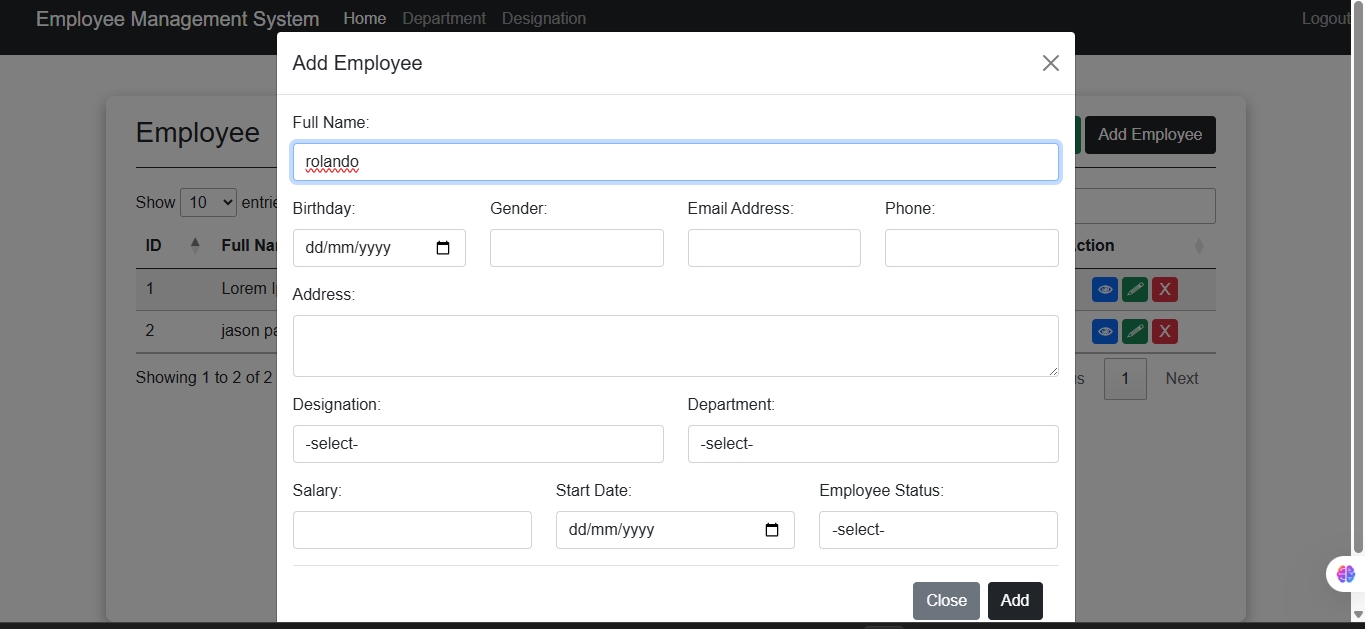 Employee Management System Home Department Designation Logout
Add Employee
Full Name:
Employee Add Employee
rolando
Show 10 entrie
Birthday: Gender: Email Address: Phone:
dd/mm/yyyy
ID Full Na ction
Address:
1 Lorem I X
2 jason pa X
Showing 1 to 2 of 2 s 1 Next
Designation: Department:
-select- -select-
Salary: Start Date: Employee Status:
dd/mm/yyyy -select-
Close Add